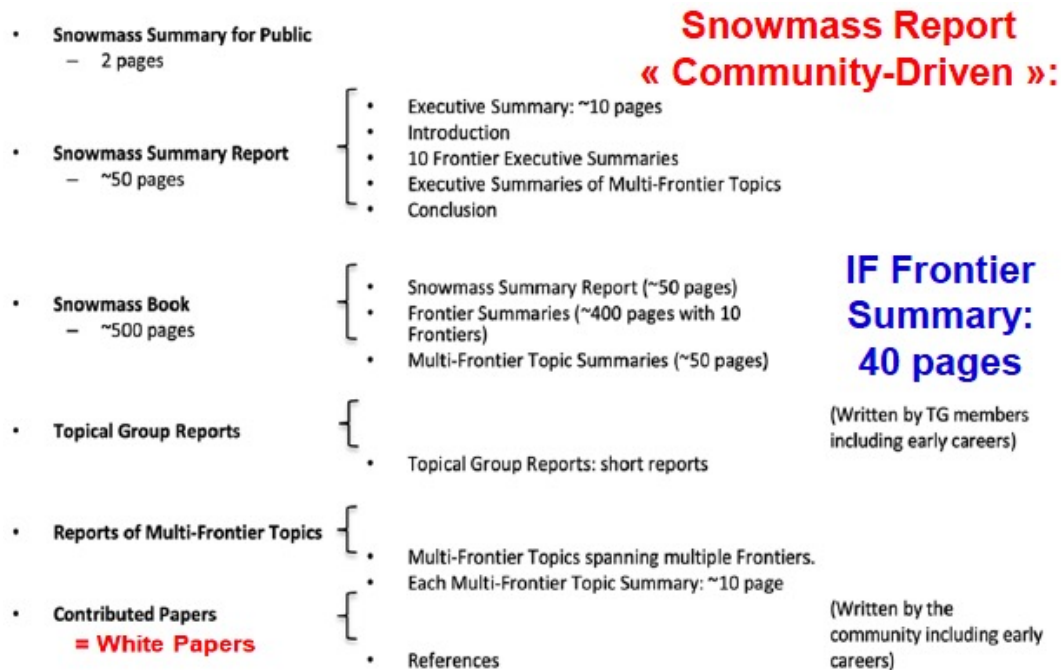 Snowmass Report
« Community-Driven »:
• Snowmass Summary for Public
– 2 pages
• Snowmass Summary Report
– ~50 pages
• Executive Summary: ~10 pages
• Introduction
• 10 Frontier Executive Summaries
• Executive Summaries of Multi-Frontier Topics
• Conclusion
• Snowmass Book
– ~500 pages
• Snowmass Summary Report (~50 pages)
• Frontier Summaries (~400 pages with 10
Frontiers)
• Multi-Frontier Topic Summaries (~50 pages)
IF Frontier
Summary:
40 pages
• Topical Group Reports
• Topical Group Reports: short reports
(Written by TG members
including early careers)
• Reports of Multi-Frontier Topics
• Multi-Frontier Topics spanning multiple Frontiers.
• Each Multi-Frontier Topic Summary: ~10 page
• Contributed Papers
= White Papers
• References
(Written by the
community including early
careers)